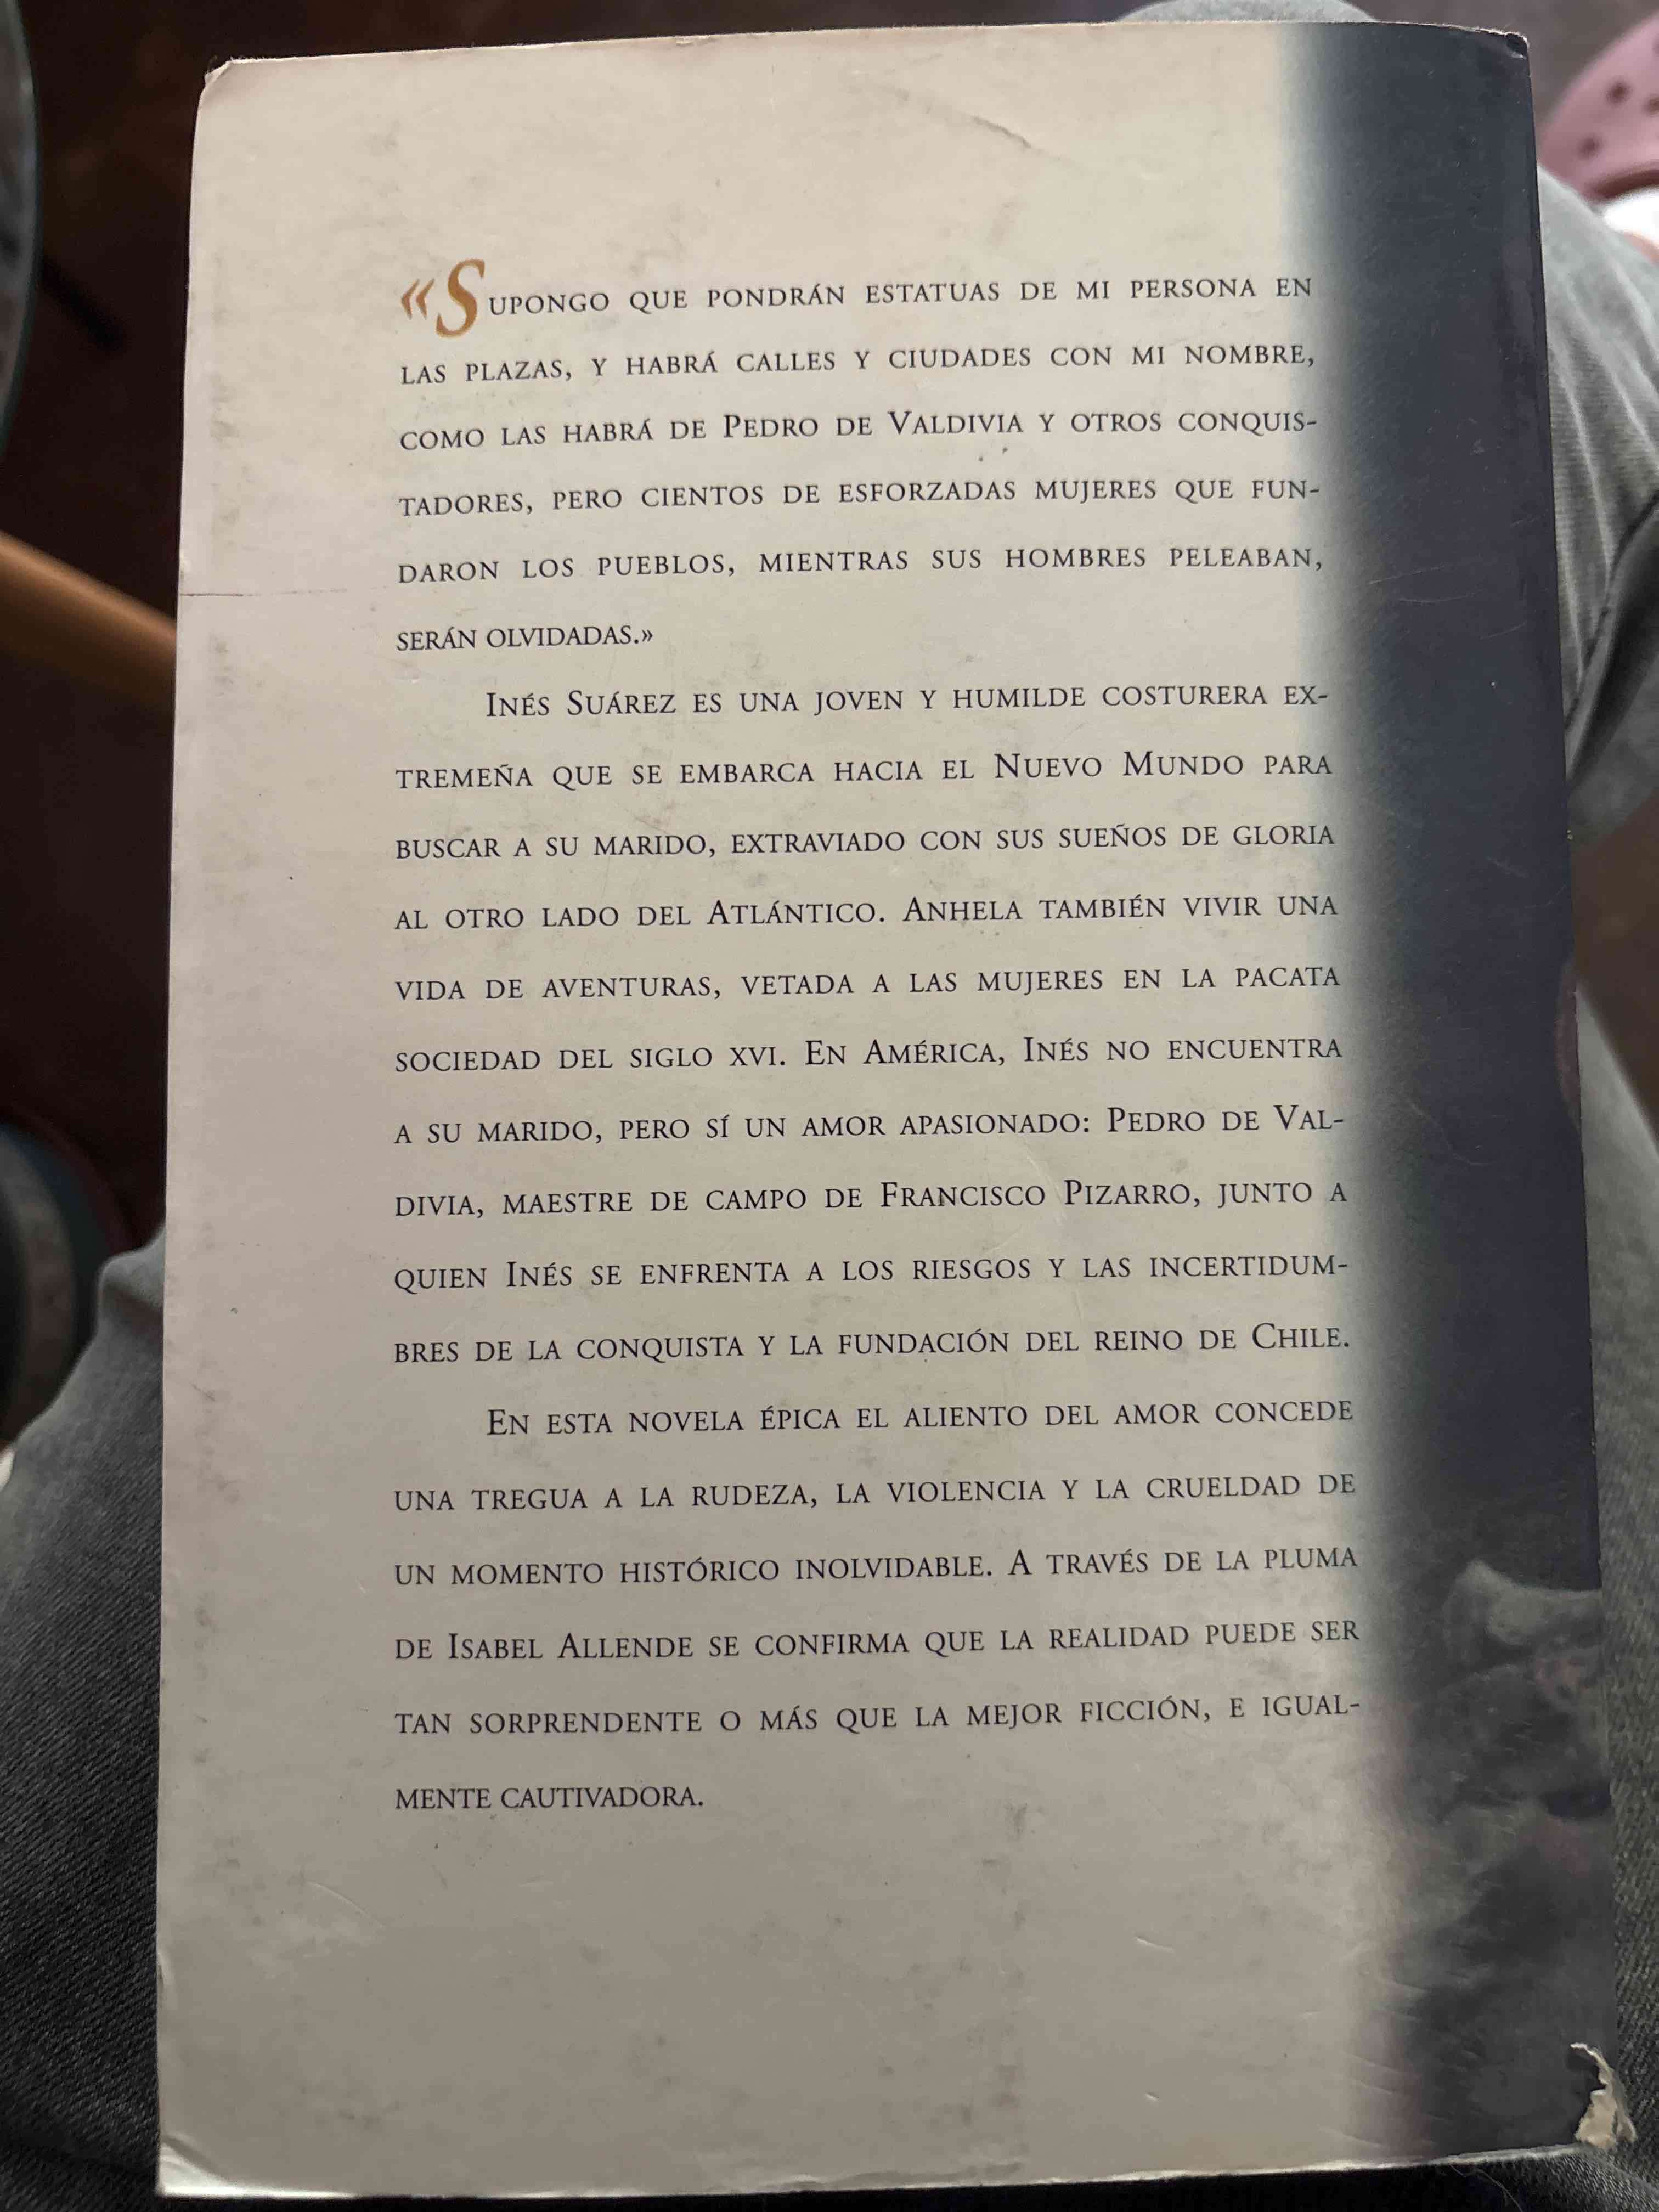 «SUPONGO QUE PONDRÁN ESTATUAS DE MI PERSONA EN
LAS PLAZAS, Y HABRÁ CALLES Y CIUDADES CON MI NOMBRE,
COMO LAS HABRÁ DE PEDRO DE VALDIVIA Y OTROS CONQUIS-
TADORES, PERO CIENTOS DE ESFORZADAS MUJERES QUE FUN-
DARON LOS PUEBLOS, MIENTRAS SUS HOMBRES PELEABAN,
SERÁN OLVIDADAS.»
INÉS SUÁREZ ES UNA JOVEN Y HUMILDE COSTURERA EX-
TREMEÑA QUE SE EMBARCA HACIA EL NUEVO MUNDO PARA
BUSCAR A SU MARIDO, EXTRAVIADO CON SUS SUEÑOS DE GLORIA
AL OTRO LADO DEL ATLÁNTICO. ANHELA TAMBIÉN VIVIR UNA
VIDA DE AVENTURAS, VETADA A LAS MUJERES EN LA PACATA
SOCIEDAD DEL SIGLO XVI. EN AMÉRICA, INÉS NO ENCUENTRA
A SU MARIDO, PERO SÍ UN AMOR APASIONADO: PEDRO DE VAL-
DIVIA, MAESTRE DE CAMPO DE FRANCISCO PIZARRO, JUNTO A
QUIEN INÉS SE ENFRENTA A LOS RIESGOS Y LAS INCERTIDUM-
BRES DE LA CONQUISTA Y LA FUNDACIÓN DEL REINO DE CHILE.
EN ESTA NOVELA ÉPICA EL ALIENTO DEL AMOR CONCEDE
UNA TREGUA A LA RUDEZA, LA VIOLENCIA Y LA CRUELDAD DE
UN MOMENTO HISTÓRICO INOLVIDABLE. A TRAVÉS DE LA PLUMA
DE ISABEL ALLENDE SE CONFIRMA QUE LA REALIDAD PUEDE SER
TAN SORPRENDENTE O MÁS QUE LA MEJOR FICCIÓN, E IGUAL-
MENTE CAUTIVADORA.